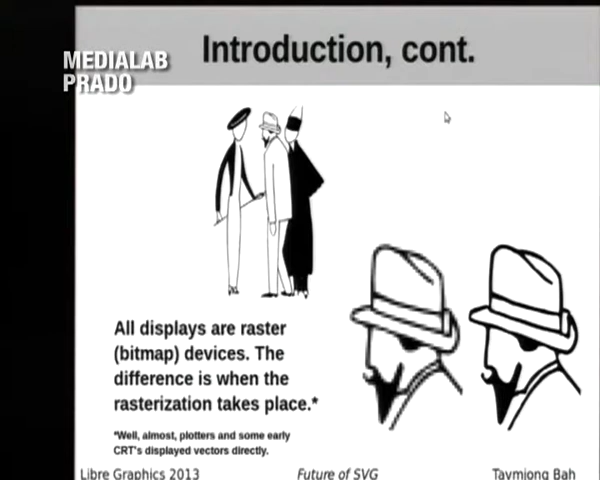 MEDIALAB
PRADO
Introduction, cont.
All displays are raster
(bitmap) devices. The
difference is when the
rasterization takes place.*
*Well, almost, plotters and some early
CRT's displayed vectors directly.
Libre Graphics 2013
Future of SVG
Tavmjong Bah